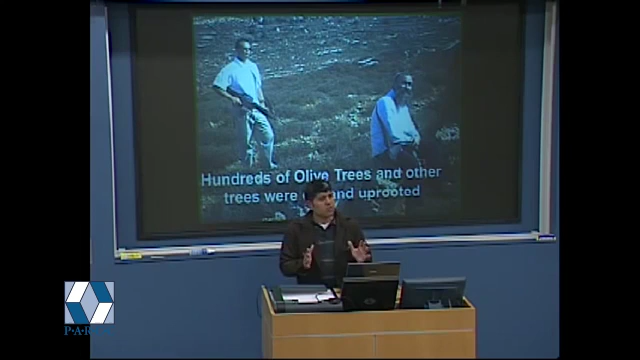 Hundreds of Olive Trees and other
trees were and uprooted
P·A·R